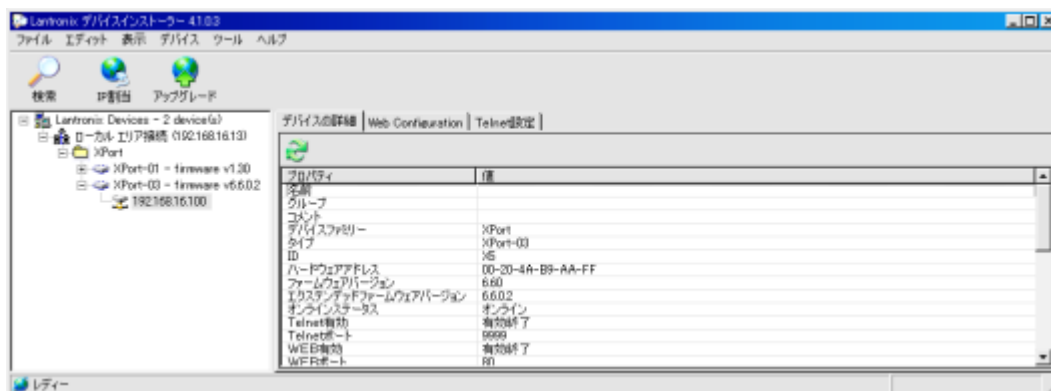 Lantronix デバイスインストーラー 4.1.0.3
ファイル エディット 表示 デバイス ツール ヘルプ
検索 IP割当 アップグレード
Lantronix Devices - 2 device(s)
ローカル エリア接続 (192.168.16.13)
XPort
XPort-01 - firmware v1.30
XPort-03 - firmware v6.6.0.2
192.168.16.100
デバイスの詳細 Web Configuration Telnet設定
プロパティ 値
名前
グループ
コメント
デバイスファミリー XPort
タイプ XPort-03
ID X5
ハードウェアアドレス 00-20-4A-B9-AA-FF
ファームウェアバージョン 6.60
エクステンデッドファームウェアバージョン 6.6.0.2
オンラインステータス オンライン
Telnet有効 有効終了
Telnetポート 9999
WEB有効 有効終了
WEBポート 80
レディー